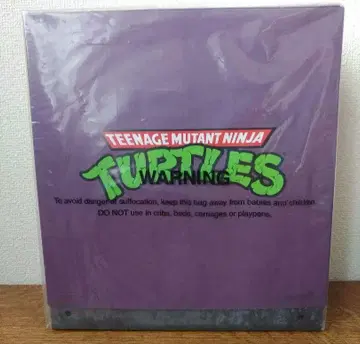 TEENAGE MUTANT NINJA
TURTLES
WARNING
To avoid danger of suffocation, keep this bag away from babies and children
DO NOT use in cribs, beds, carriages or playpens.